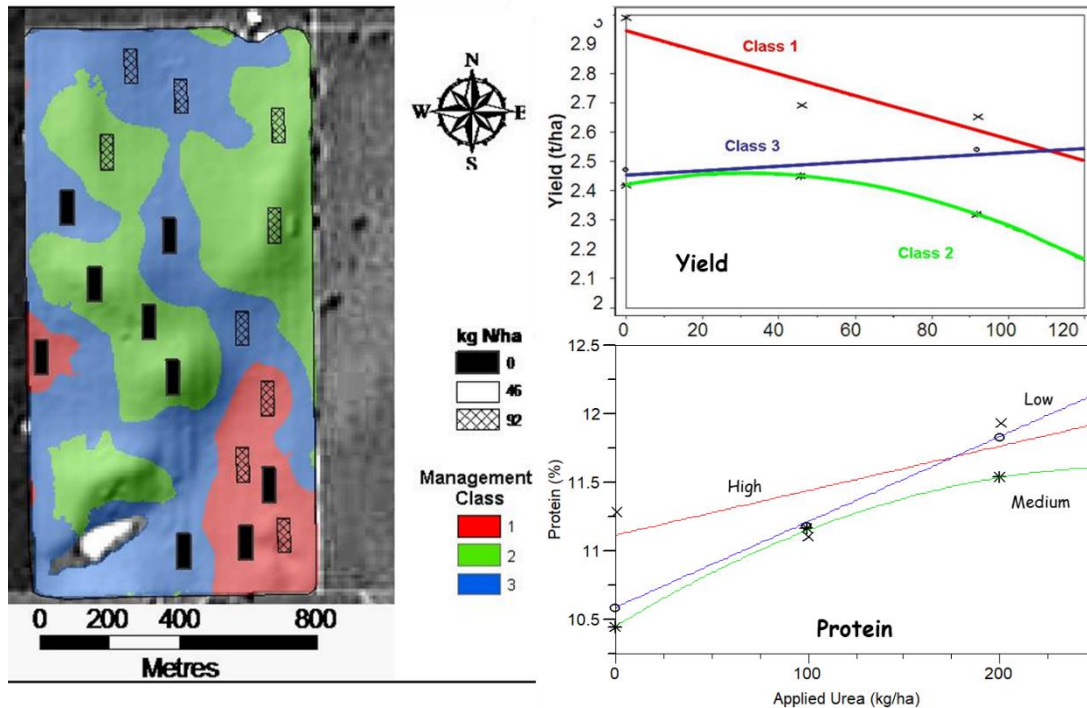 N
W E
S
kg N/ha
0
46
92
Management
Class
1
2
3
0 200 400 800
Metres
3
2.9
2.8
2.7
2.6
2.5
2.4
2.3
2.2
2.1
2
Yield (t/ha)
Class 1
Class 3
Class 2
Yield
0 20 40 60 80 100 120
12.5
12
11.5
11
10.5
Protein (%)
Low
High
Medium
Protein
0 100 200
Applied Urea (kg/ha)